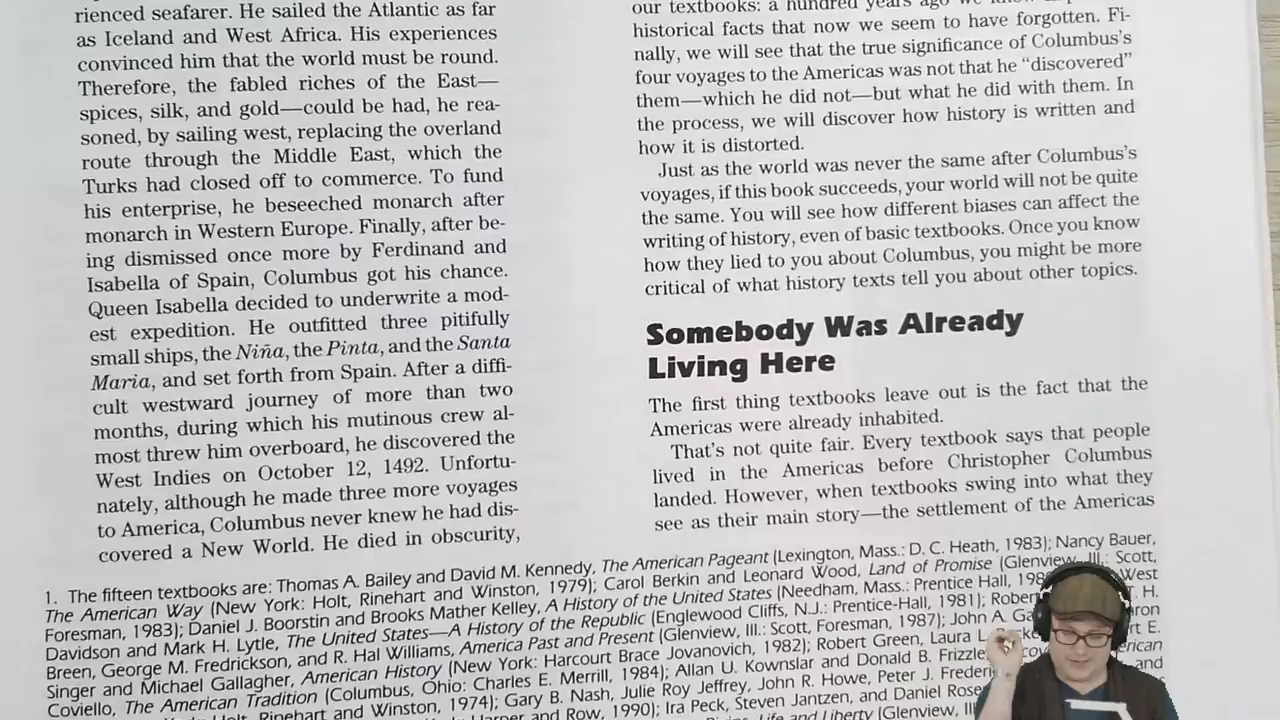 rienced seafarer. He sailed the Atlantic as far
as Iceland and West Africa. His experiences
convinced him that the world must be round.
Therefore, the fabled riches of the East—
spices, silk, and gold—could be had, he rea-
soned, by sailing west, replacing the overland
route through the Middle East, which the
Turks had closed off to commerce. To fund
his enterprise, he beseeched monarch after
monarch in Western Europe. Finally, after be-
ing dismissed once more by Ferdinand and
Isabella of Spain, Columbus got his chance.
Queen Isabella decided to underwrite a mod-
est expedition. He outfitted three pitifully
small ships, the Niña, the Pinta, and the Santa
Maria, and set forth from Spain. After a diffi-
cult westward journey of more than two
months, during which his mutinous crew al-
most threw him overboard, he discovered the
West Indies on October 12, 1492. Unfortu-
nately, although he made three more voyages
to America, Columbus never knew he had dis-
covered a New World. He died in obscurity,
our textbooks: a hundred years ago we
historical facts that now we seem to have forgotten. Fi-
nally, we will see that the true significance of Columbus's
four voyages to the Americas was not that he “discovered”
them—which he did not—but what he did with them. In
the process, we will discover how history is written and
how it is distorted.
Just as the world was never the same after Columbus's
voyages, if this book succeeds, your world will not be quite
the same. You will see how different biases can affect the
writing of history, even of basic textbooks. Once you know
how they lied to you about Columbus, you might be more
critical of what history texts tell you about other topics.
Somebody Was Already
Living Here
The first thing textbooks leave out is the fact that the
Americas were already inhabited.
That's not quite fair. Every textbook says that people
lived in the Americas before Christopher Columbus
landed. However, when textbooks swing into what they
see as their main story—the settlement of the Americas
1. The fifteen textbooks are: Thomas A. Bailey and David M. Kennedy, The American Pageant (Lexington, Mass.: D. C. Heath, 1983); Nancy Bauer,
The American Way (New York: Holt, Rinehart and Winston, 1979); Carol Berkin and Leonard Wood, Land of Promise (Glenview, Ill.: Scott,
Foresman, 1983); Daniel J. Boorstin and Brooks Mather Kelley, A History of the United States (Needham, Mass.: Prentice Hall, West
Davidson and Mark H. Lytle, The United States—A History of the Republic (Englewood Cliffs, N.J.: Prentice-Hall, 1981); T. H.
Breen, George M. Fredrickson, and R. Hal Williams, America Past and Present (Glenview, Ill.: Scott, Foresman, 1987); John A.
Singer and Michael Gallagher, American History (New York: Harcourt Brace Jovanovich, 1982); Robert Green, Laura L. E.
Coviello, The American Tradition (Columbus, Ohio: Charles E. Merrill, 1984); Allan U. Kownslar and Donald B.
Rinehart and Winston, 1974); Gary B. Nash, Julie Roy Jeffrey, John R. Howe, Peter J. and
and Row, 1990); Ira Peck, Steven Jantzen, and Daniel
Life and Liberty (Glenview,